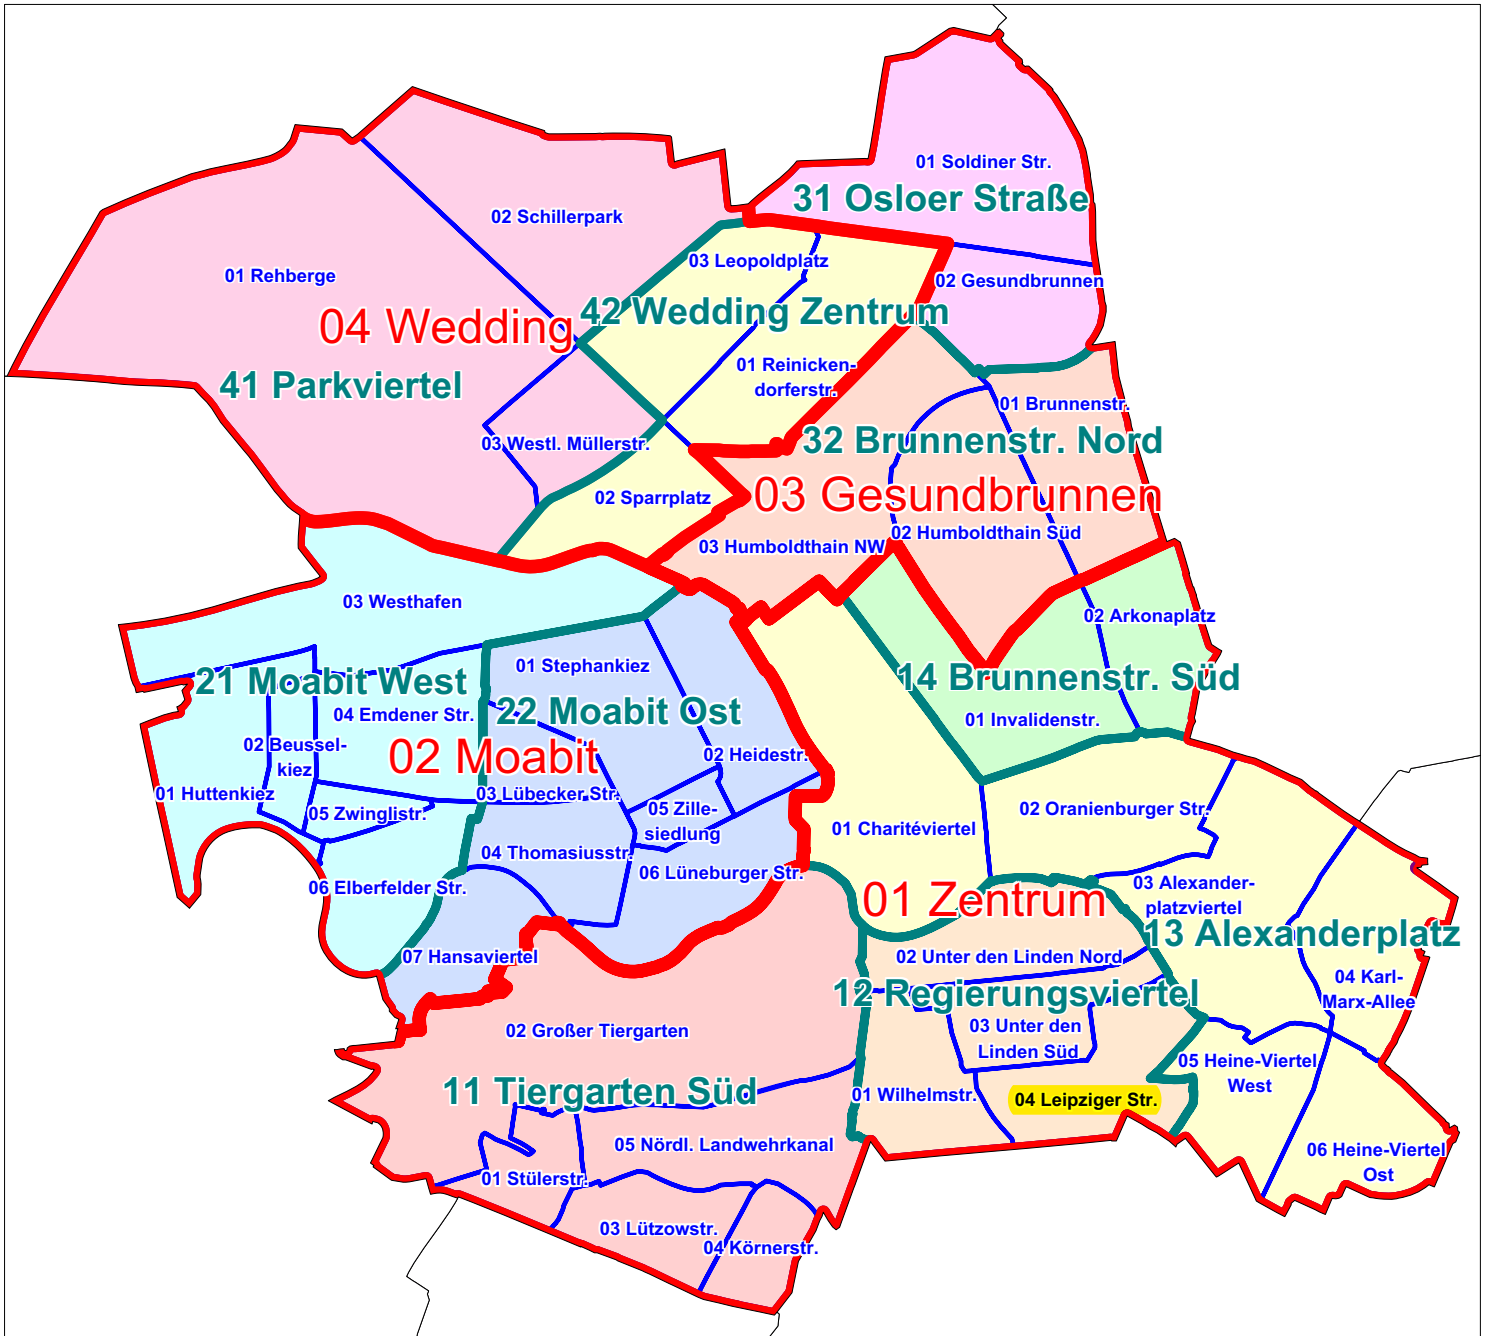 01 Soldiner Str.
31 Osloer Straße
02 Schillerpark
03 Leopoldplatz
01 Rehberge
02 Gesundbrunnen
04 Wedding
42 Wedding Zentrum
41 Parkviertel
01 Reinicken-
dorferstr.
01 Brunnenstr.
03 Westl. Müllerstr.
32 Brunnenstr. Nord
02 Sparrplatz
03 Gesundbrunnen
03 Humboldthain NW
02 Humboldthain Süd
03 Westhafen
02 Arkonaplatz
01 Stephankiez
21 Moabit West
14 Brunnenstr. Süd
04 Emdener Str.
22 Moabit Ost
01 Invalidenstr.
02 Beussel-
kiez
02 Moabit
02 Heidestr.
01 Huttenkiez
03 Lübecker Str.
05 Zwinglistr.
05 Zille-
siedlung
02 Oranienburger Str.
01 Charitéviertel
04 Thomasiusstr.
06 Lüneburger Str.
06 Elberfelder Str.
01 Zentrum
03 Alexander-
platzviertel
13 Alexanderplatz
07 Hansaviertel
02 Unter den Linden Nord
04 Karl-
Marx-Allee
12 Regierungsviertel
02 Großer Tiergarten
03 Unter den
Linden Süd
05 Heine-Viertel
West
11 Tiergarten Süd
01 Wilhelmstr.
04 Leipziger Str.
05 Nördl. Landwehrkanal
06 Heine-Viertel
Ost
01 Stülerstr.
03 Lützowstr.
04 Körnerstr.